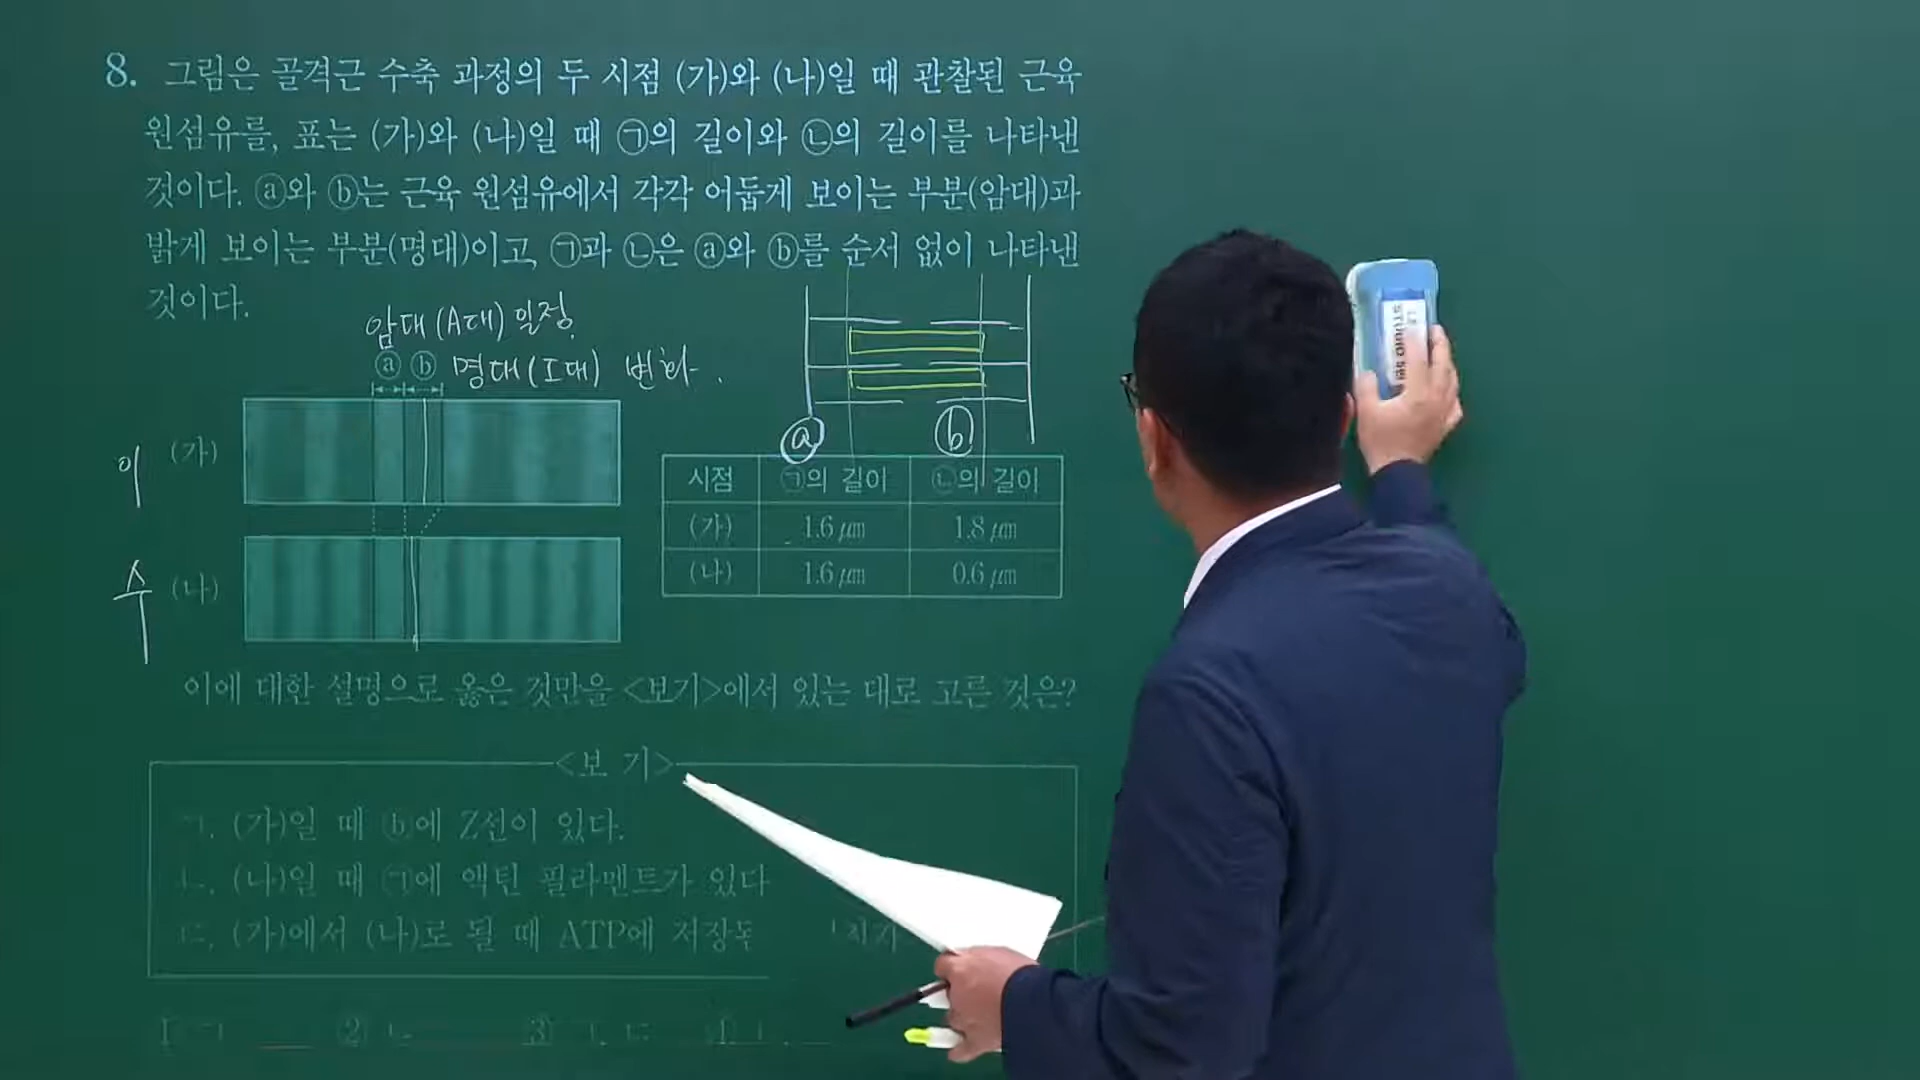 8. 그림은 골격근 수축 과정의 두 시점 (가)와 (나)일 때 관찰된 근육
원섬유를, 표는 (가)와 (나)일 때 ㉠의 길이와 ㉡의 길이를 나타낸
것이다. ⓐ와 ⓑ는 근육 원섬유에서 각각 어둡게 보이는 부분(암대)과
밝게 보이는 부분(명대)이고, ㉠과 ㉡은 ⓐ와 ⓑ를 순서 없이 나타낸
것이다.
암대 (A대) 일정
ⓐ ⓑ 명대 (I대) 변화.
이 (가)
수 (나)
ⓐ ⓑ
시점 ㉠의 길이 ㉡의 길이
(가) 1.6 ㎛ 1.8 ㎛
(나) 1.6 ㎛ 0.6 ㎛
이에 대한 설명으로 옳은 것만을 <보기>에서 있는 대로 고른 것은?
<보 기>
ㄱ. (가)일 때 ⓑ에 Z선이 있다.
ㄴ. (나)일 때 ㉠에 액틴 필라멘트가 있다
ㄷ. (가)에서 (나)로 될 때 ATP에 저장
② ㄴ ③ ㄱ, ㄷ
STUDIO